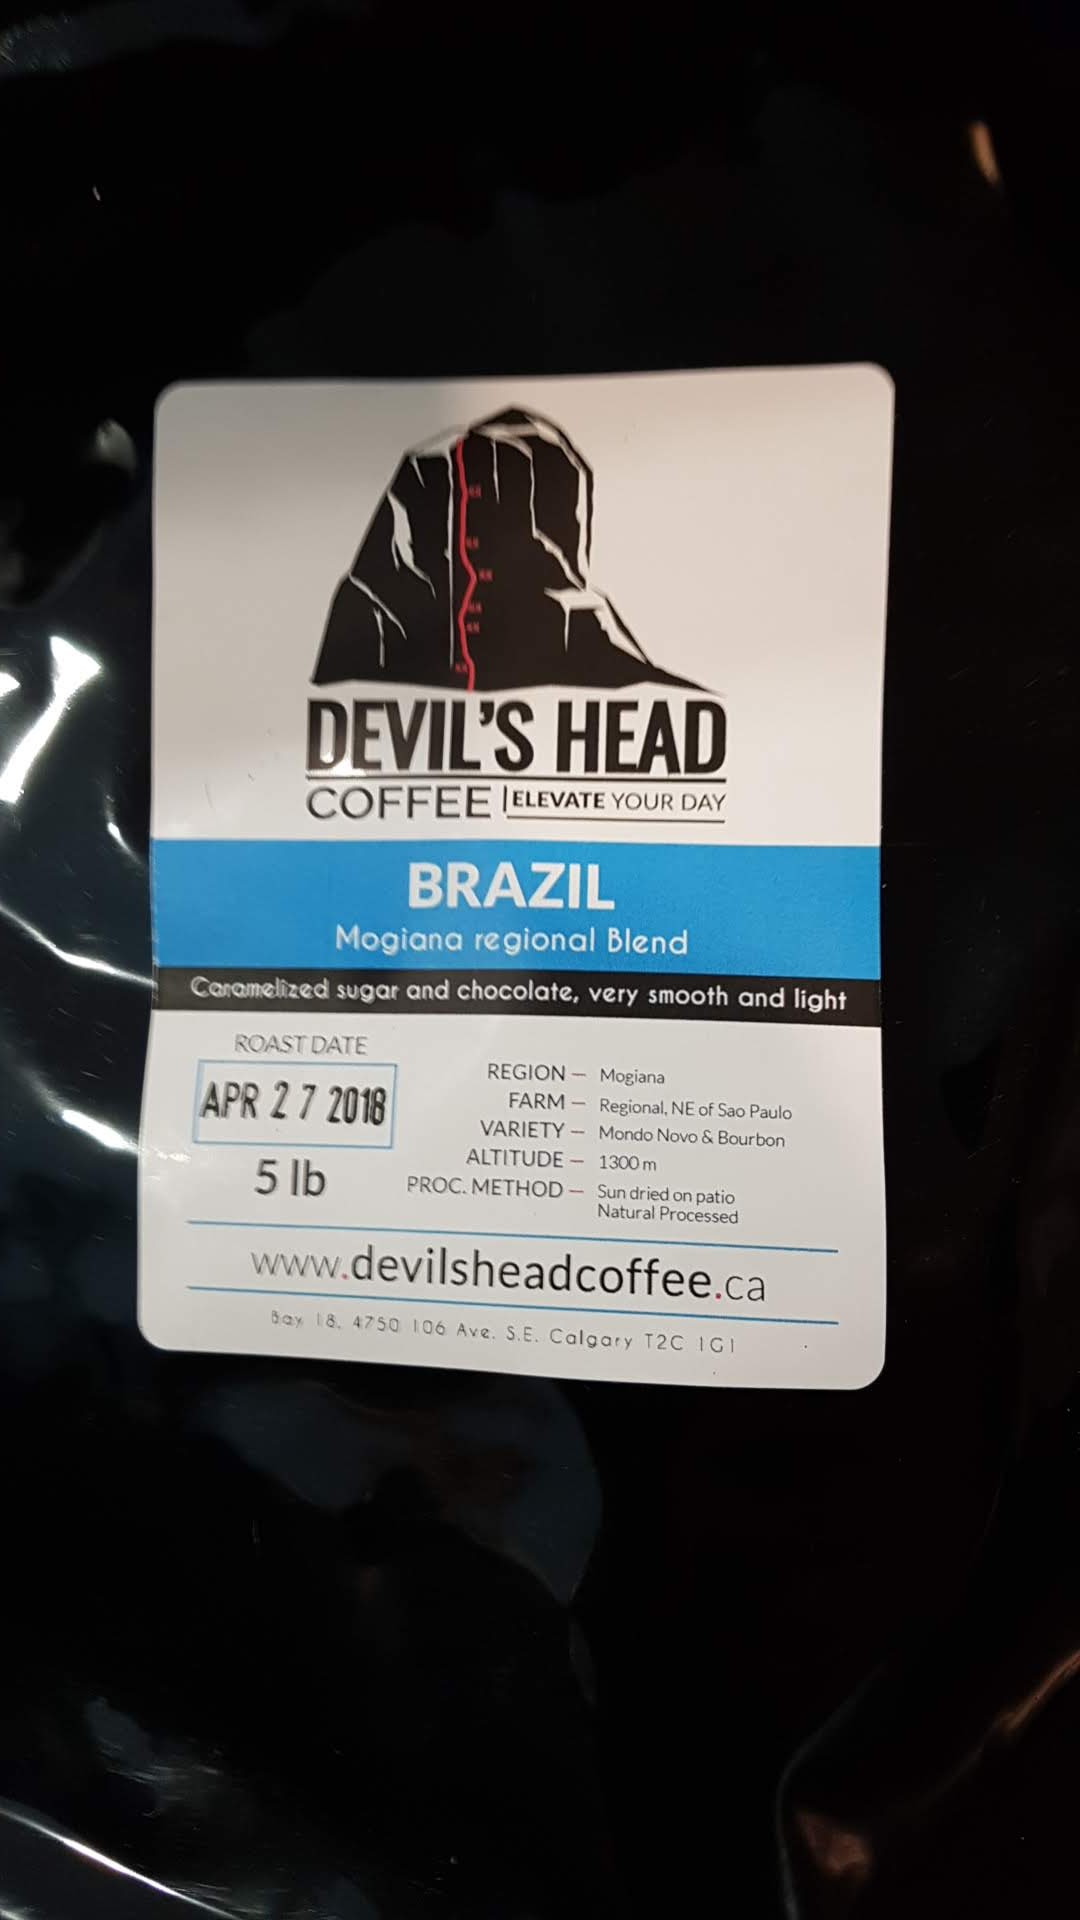 DEVIL'S HEAD
COFFEE | ELEVATE YOUR DAY
BRAZIL
Mogiana regional Blend
Caramelized sugar and chocolate, very smooth and light
ROAST DATE
APR 27 2018
5 lb
REGION — Mogiana
FARM — Regional, NE of Sao Paulo
VARIETY — Mondo Novo & Bourbon
ALTITUDE — 1300 m
PROC. METHOD — Sun dried on patio
Natural Processed
www.devilsheadcoffee.ca
Bay 18, 4750 106 Ave. S.E. Calgary T2C 1G1